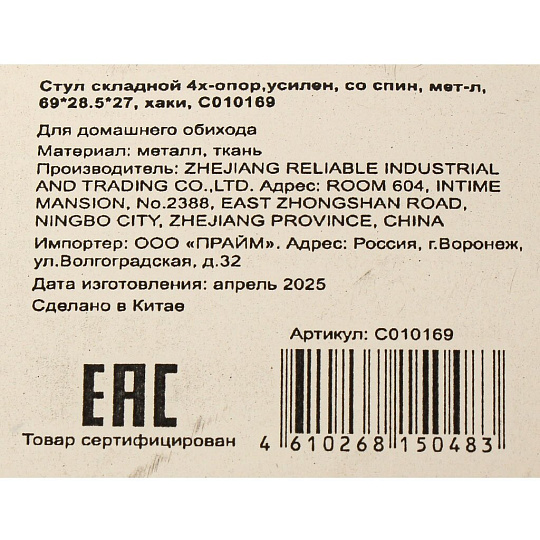 Стул складной 4х-опор,усилен, со спин, мет-л,
69*28.5*27, хаки, С010169
Для домашнего обихода
Материал: металл, ткань
Производитель: ZHEJIANG RELIABLE INDUSTRIAL
AND TRADING CO.,LTD. Адрес: ROOM 604, INTIME
MANSION, No.2388, EAST ZHONGSHAN ROAD,
NINGBO CITY, ZHEJIANG PROVINCE, CHINA
Импортер: ООО «ПРАЙМ». Адрес: Россия, г.Воронеж,
ул.Волгоградская, д.32
Дата изготовления: апрель 2025
Сделано в Китае
Артикул: С010169
EAC
Товар сертифицирован
4 610268 150483